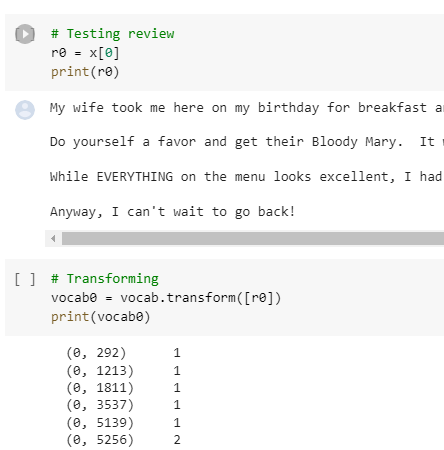 # Testing review
r0 = x[0]
print(r0)
My wife took me here on my birthday for breakfast
Do yourself a favor and get their Bloody Mary. It
While EVERYTHING on the menu looks excellent, I had
Anyway, I can't wait to go back!
[ ] # Transforming
vocab0 = vocab.transform([r0])
print(vocab0)
(0, 292) 1
(0, 1213) 1
(0, 1811) 1
(0, 3537) 1
(0, 5139) 1
(0, 5256) 2